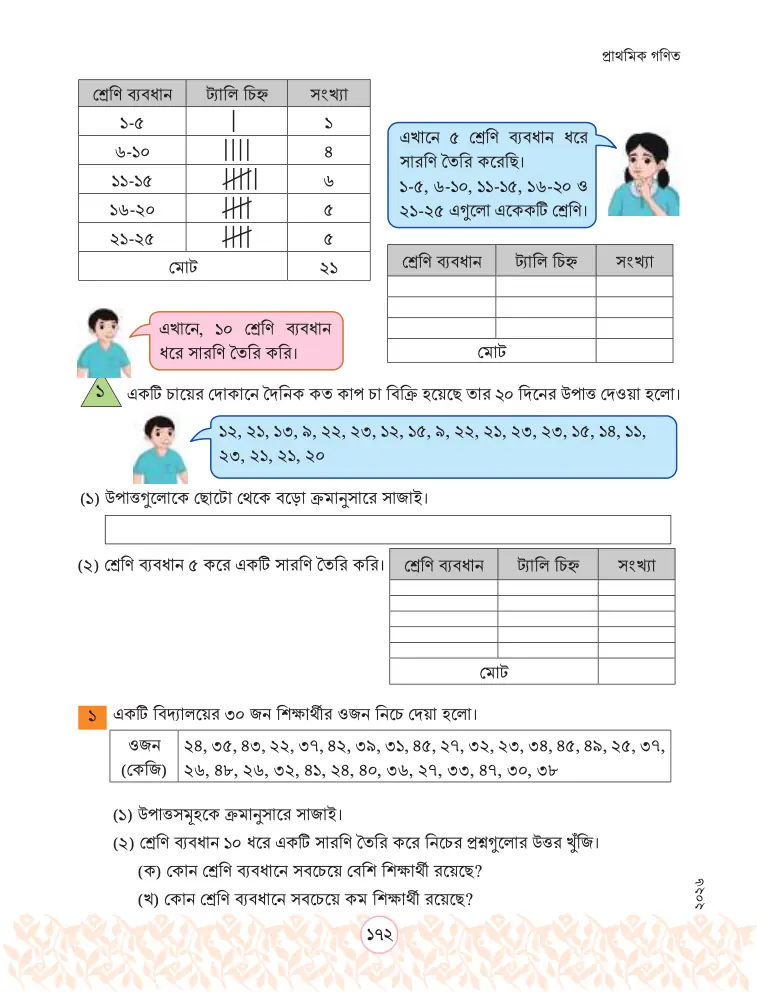 প্রাথমিক গণিত
শ্রেণি ব্যবধান ট্যালি চিহ্ন সংখ্যা
১-৫ | ১
৬-১০ |||| ৪
১১-১৫ ৬
১৬-২০ ৫
২১-২৫ ৫
মোট ২১
এখানে ৫ শ্রেণি ব্যবধান ধরে
সারণি তৈরি করেছি।
১-৫, ৬-১০, ১১-১৫, ১৬-২০ ও
২১-২৫ এগুলো একেকটি শ্রেণি।
শ্রেণি ব্যবধান ট্যালি চিহ্ন সংখ্যা
মোট
এখানে, ১০ শ্রেণি ব্যবধান
ধরে সারণি তৈরি করি।
১ একটি চায়ের দোকানে দৈনিক কত কাপ চা বিক্রি হয়েছে তার ২০ দিনের উপাত্ত দেওয়া হলো।
১২, ২১, ১৩, ৯, ২২, ২৩, ১২, ১৫, ৯, ২২, ২১, ২৩, ২৩, ১৫, ১৪, ১১,
২৩, ২১, ২১, ২০
(১) উপাত্তগুলোকে ছোটো থেকে বড়ো ক্রমানুসারে সাজাই।
(২) শ্রেণি ব্যবধান ৫ করে একটি সারণি তৈরি করি।
শ্রেণি ব্যবধান ট্যালি চিহ্ন সংখ্যা
মোট
১ একটি বিদ্যালয়ের ৩০ জন শিক্ষার্থীর ওজন নিচে দেয়া হলো।
ওজন
(কেজি)
২৪, ৩৫, ৪৩, ২২, ৩৭, ৪২, ৩৯, ৩১, ৪৫, ২৭, ৩২, ২৩, ৩৪, ৪৫, ৪৯, ২৫, ৩৭,
২৬, ৪৮, ২৬, ৩২, ৪১, ২৪, ৪০, ৩৬, ২৭, ৩৩, ৪৭, ৩০, ৩৮
(১) উপাত্তসমূহকে ক্রমানুসারে সাজাই।
(২) শ্রেণি ব্যবধান ১০ ধরে একটি সারণি তৈরি করে নিচের প্রশ্নগুলোর উত্তর খুঁজি।
(ক) কোন শ্রেণি ব্যবধানে সবচেয়ে বেশি শিক্ষার্থী রয়েছে?
(খ) কোন শ্রেণি ব্যবধানে সবচেয়ে কম শিক্ষার্থী রয়েছে?
২০২৬
১৭২